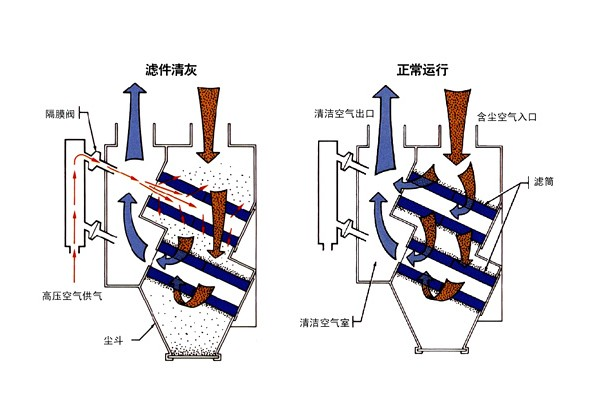 滤件清灰
正常运行
隔膜阀
清洁空气出口
含尘空气入口
滤筒
高压空气供气
清洁空气室
尘斗